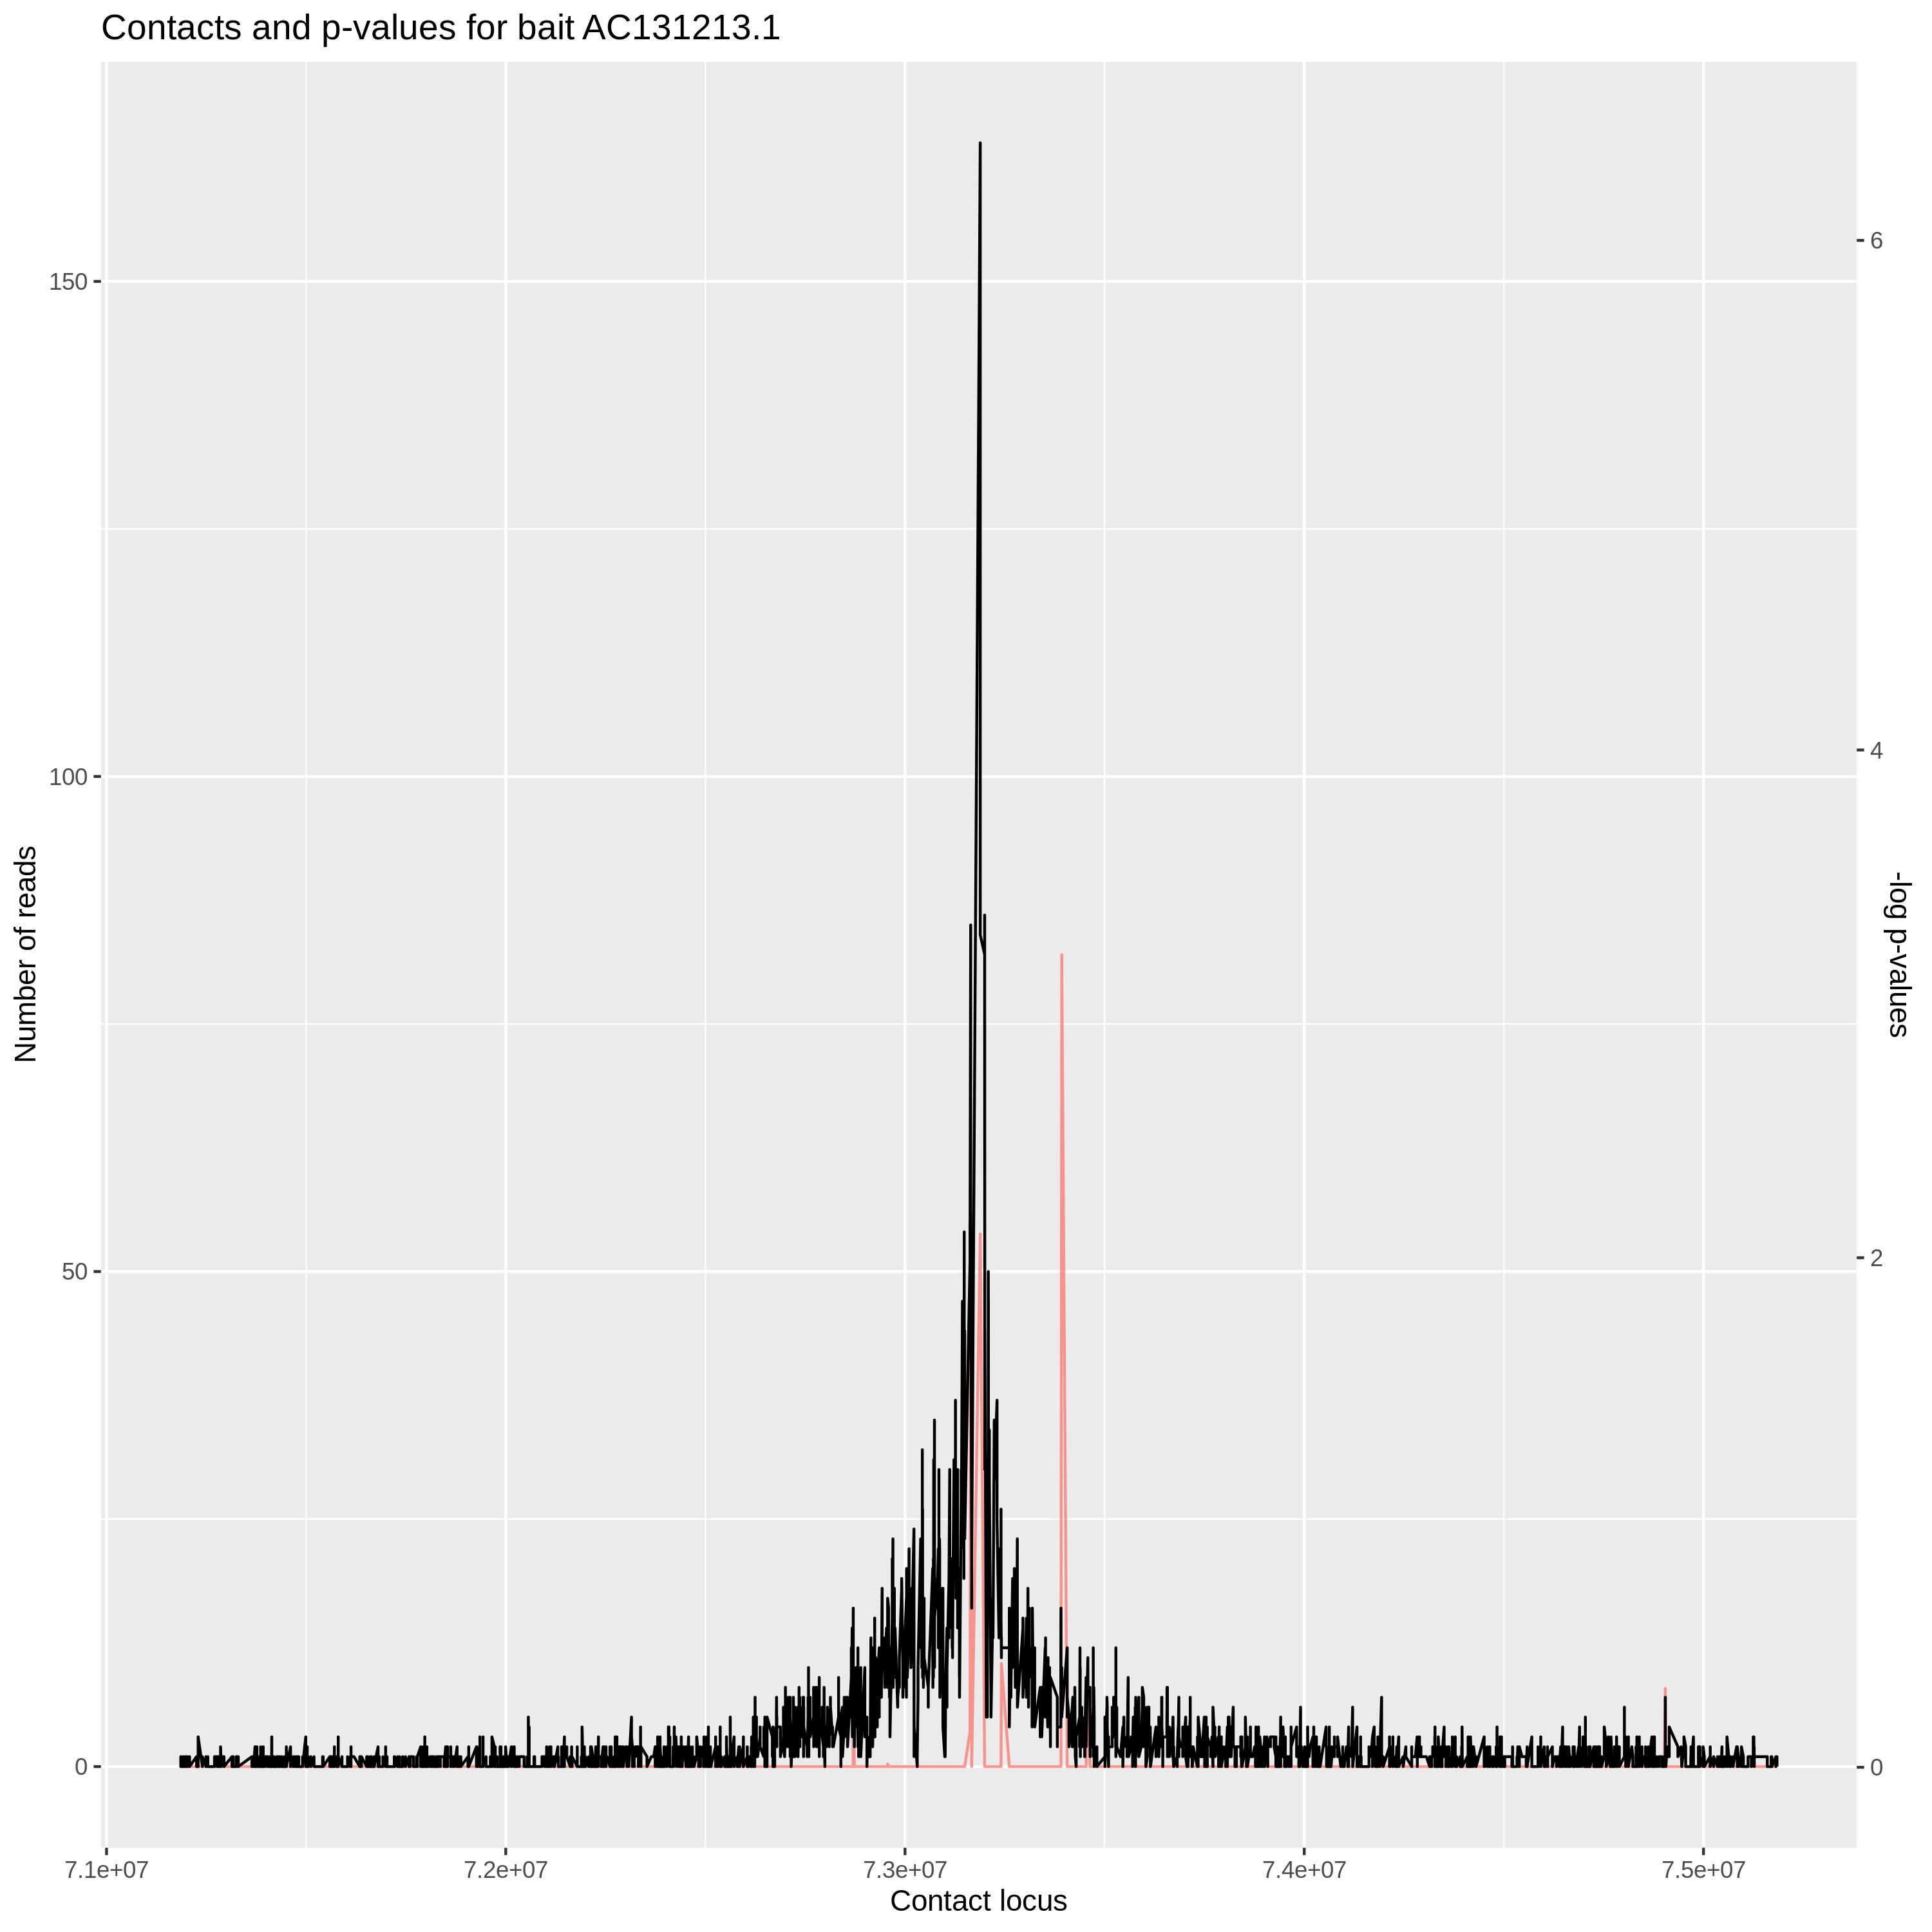 Contacts and p-values for bait AC131213.1
150
100
50
0
Number of reads
6
4
2
0
-log p-values
7.1e+07
7.2e+07
7.3e+07
7.4e+07
7.5e+07
Contact locus